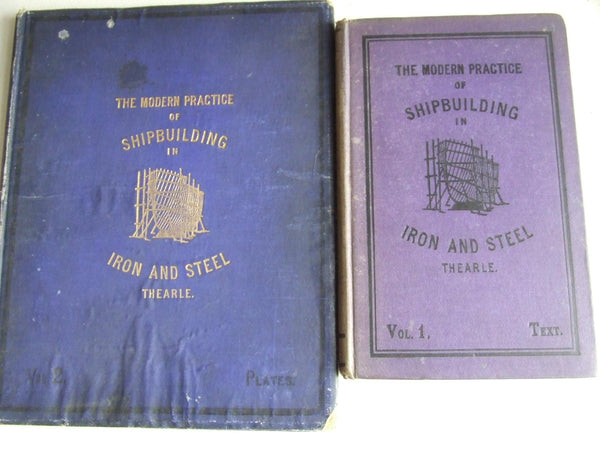 THE MODERN PRACTICE
OF
SHIPBUILDING
IN
IRON AND STEEL
THEARLE.
Vol. 2. PLATES.
THE MODERN PRACTICE
OF
SHIPBUILDING
IN
IRON AND STEEL
THEARLE.
VOL. 1. TEXT.